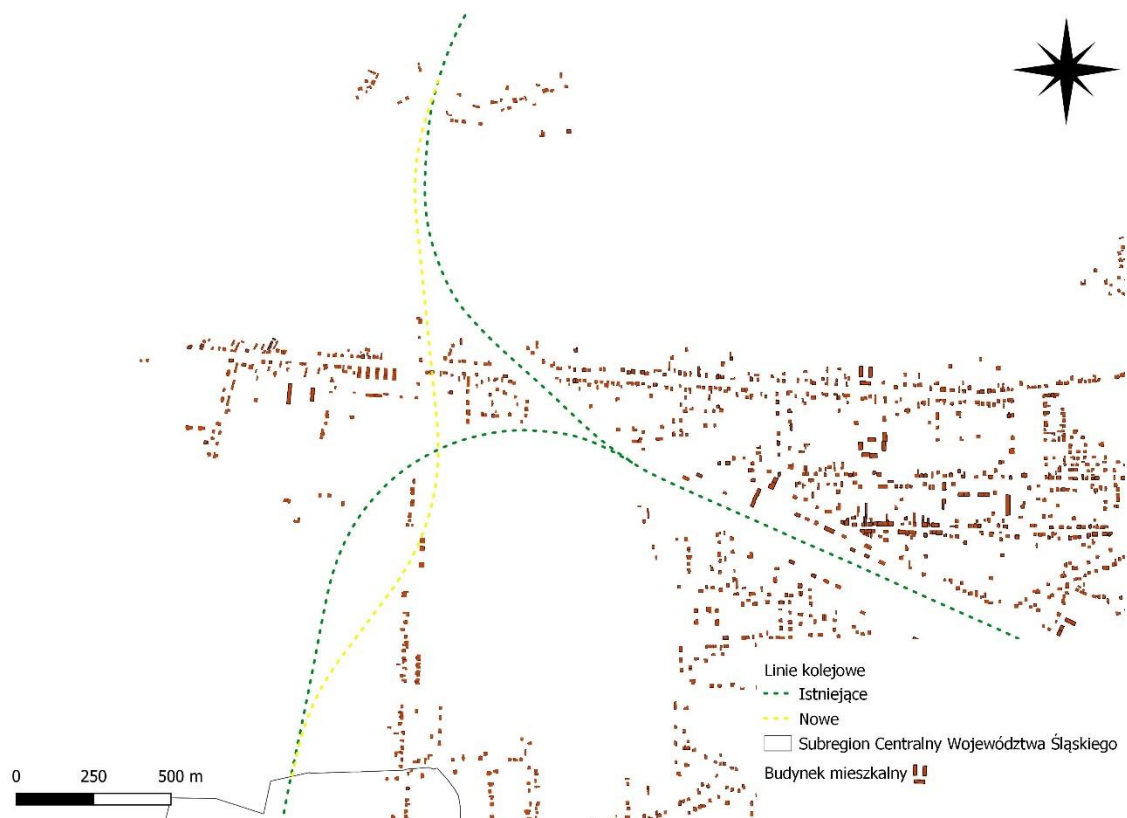 Linie kolejowe
Istniejące
Nowe
Subregion Centralny Województwa Śląskiego
Budynek mieszkalny
0 250 500 m